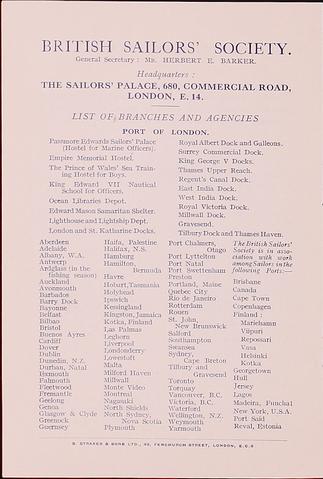 BRITISH SAILORS' SOCIETY.
General Secretary : MR. HERBERT E. BARKER.
Headquarters :
THE SAILORS' PALACE, 680, COMMERCIAL ROAD,
LONDON, E.14.
LIST OF BRANCHES AND AGENCIES
PORT OF LONDON.
Passmore Edwards Sailors' Palace
(Hostel for Marine Officers).
Empire Memorial Hostel.
The Prince of Wales' Sea Train-
ing Hostel for Boys.
King Edward VII Nautical
School for Officers.
Ocean Libraries Depot.
Edward Mason Samaritan Shelter.
Lighthouse and Lightship Dept.
London and St. Katharine Docks.
Royal Albert Dock and Galleons.
Surrey Commercial Dock.
King George V Docks.
Thames Upper Reach.
Regent's Canal Dock.
East India Dock.
West India Dock.
Royal Victoria Dock.
Millwall Dock.
Gravesend.
Tilbury Dock and Thames Haven.
Aberdeen
Adelaide
Albany, W.A.
Antwerp
Ardglass (in the
fishing season)
Auckland
Avonmouth
Barbados
Barry Dock
Bayonne
Belfast
Bilbao
Bristol
Buenos Ayres
Cardiff
Dover
Dublin
Dunedin, N.Z.
Durban, Natal
Exmouth
Falmouth
Fleetwood
Fremantle
Geelong
Genoa
Glasgow & Clyde
Greenock
Guernsey
Haifa, Palestine
Halifax, N.S.
Hamburg
Hamilton,
Bermuda
Havre
Hobart, Tasmania
Holyhead
Ipswich
Kessingland
Kingston, Jamaica
Kotka, Finland
Las Palmas
Leghorn
Liverpool
Londonderry
Lowestoft
Malta
Milford Haven
Millwall
Monte Video
Montreal
Nagasaki
North Shields
North Sydney,
Nova Scotia
Plymouth
Port Chalmers,
Otago
Port Lyttelton
Port Natal
Port Swettenham
Preston
Portland, Maine
Quebec City
Rio de Janeiro
Rotterdam
Rouen
St. John,
New Brunswick
Salford
Southampton
Swansea
Sydney,
Cape Breton
Tilbury and
Gravesend
Toronto
Torquay
Vancouver, B.C.
Victoria, B.C.
Waterford
Wellington, N.Z.
Weymouth
Yarmouth
The British Sailors'
Society is in asso-
ciation with work
among Sailors in the
following Ports:—
Brisbane
Canada
Cape Town
Copenhagen
Finland :
Mariehamn
Viipuri
Reposaari
Vasa
Helsinki
Kotka
Georgetown
Hull
Jersey
Lagos
Madeira, Funchal
New York, U.S.A.
Port Said
Reval, Estonia
S. STRAKER & SONS LTD., 49, FENCHURCH STREET, LONDON, E.C.3